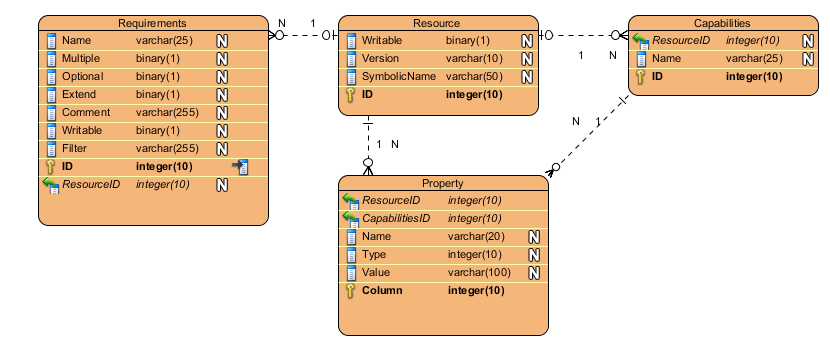 Requirements
Name varchar(25) N
Multiple binary(1) N
Optional binary(1) N
Extend binary(1) N
Comment varchar(255) N
Writable binary(1) N
Filter varchar(255) N
ID integer(10)
ResourceID integer(10) N
N 1
Resource
Writable binary(1) N
Version varchar(10) N
SymbolicName varchar(50) N
ID integer(10)
1 N
Capabilities
ResourceID integer(10) N
Name varchar(25) N
ID integer(10)
N 1
1 N
Property
ResourceID integer(10)
CapabilitiesID integer(10)
Name varchar(20) N
Type integer(10) N
Value varchar(100) N
Column integer(10)